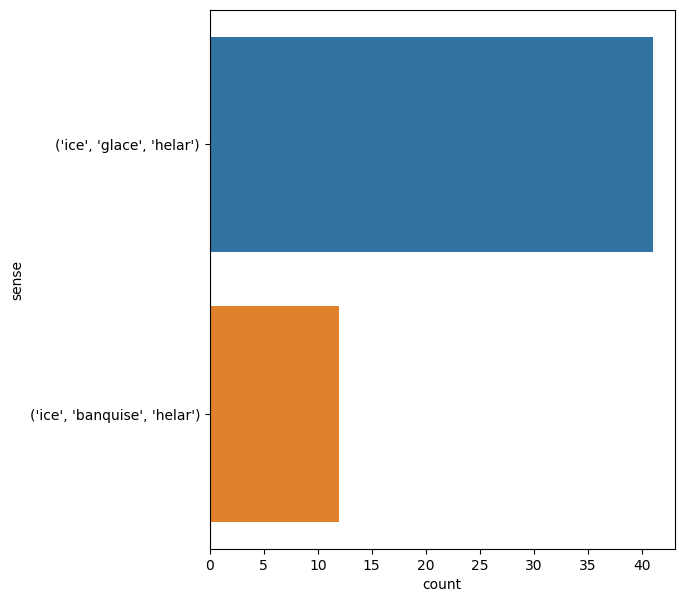 sense
('ice', 'glace', 'helar')
('ice', 'banquise', 'helar')
0 5 10 15 20 25 30 35 40
count